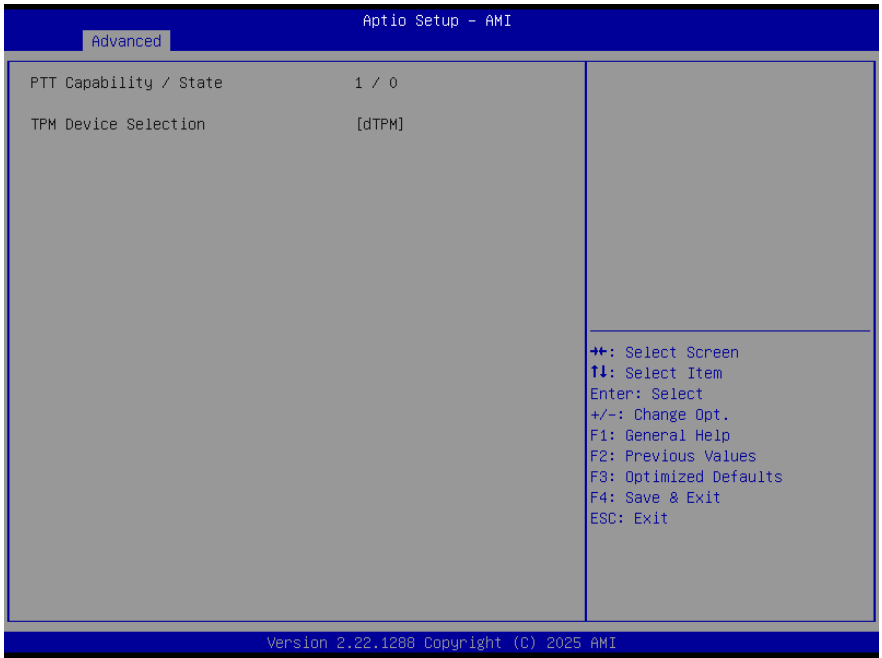 Aptio Setup – AMI
Advanced
PTT Capability / State 1 / 0
TPM Device Selection [dTPM]
→←: Select Screen
↑↓: Select Item
Enter: Select
+/-: Change Opt.
F1: General Help
F2: Previous Values
F3: Optimized Defaults
F4: Save & Exit
ESC: Exit
Version 2.22.1288 Copyright (C) 2025 AMI